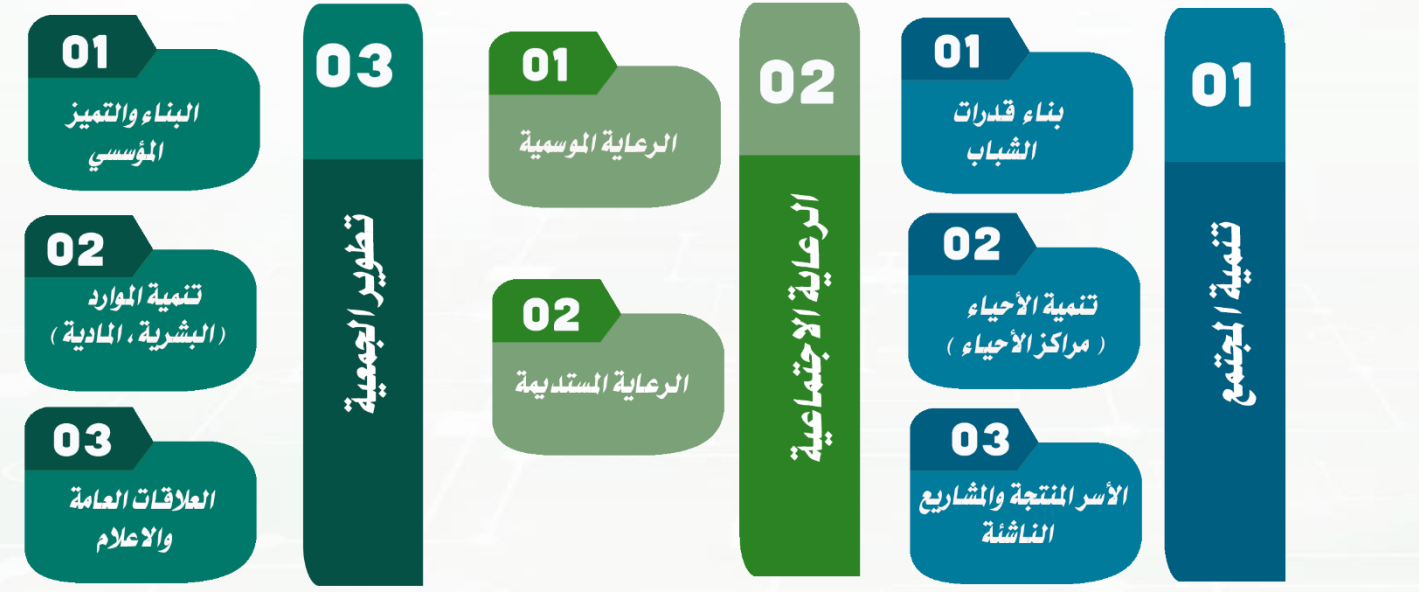 01
تنمية المجتمع
01
بناء قدرات
الشباب
02
تنمية الأحياء
( مراكز الأحياء )
03
الأسر المنتجة والمشاريع
الناشئة
02
الرعاية الاجتماعية
01
الرعاية الموسمية
02
الرعاية المستديمة
03
تطوير الجمعية
01
البناء والتميز
المؤسسي
02
تنمية الموارد
( البشرية ، المادية )
03
العلاقات العامة
والاعلام